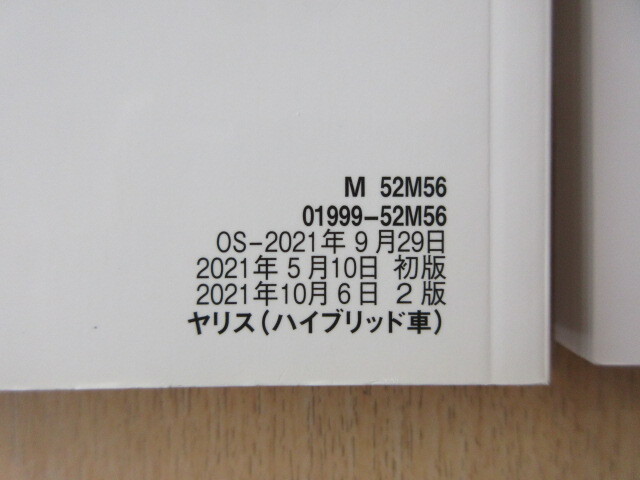 M 52M56
01999-52M56
OS-2021年9月29日
2021年5月10日 初版
2021年10月6日 2版
ヤリス(ハイブリッド車)